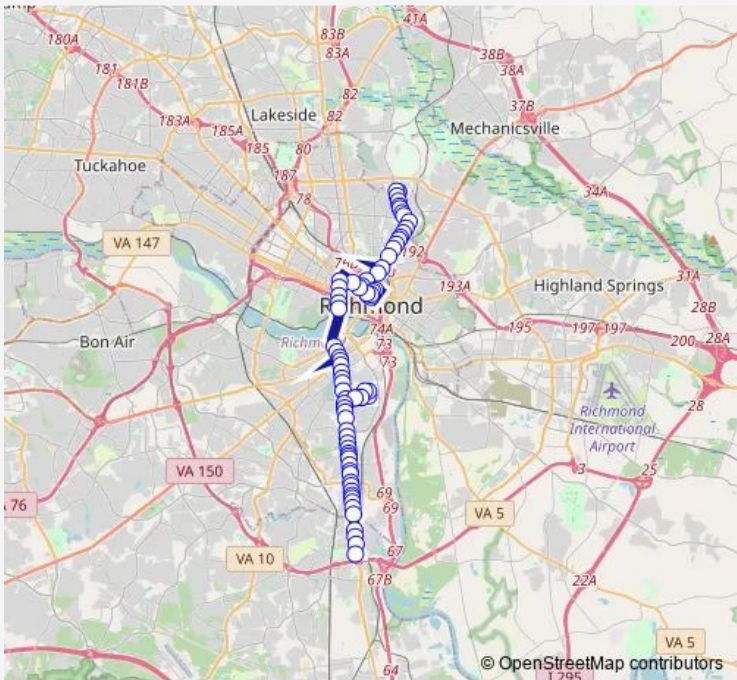 41A
180A
83B
83A
38B
38A
181
181B
37B
82
Lakeside
82
183A
Mechanicsville
185A
80
185
Tuckahoe
187
34A
78
192
VA 147
31A
193A
Highland Springs
28B
Richmond
195
197
197
74A
28A
200
Bon Air
73
73
28
Richmond
International
Airport
VA 150
3
25
76
69
69
VA 5
VA 10
67
67B
22A
VA 5
64
I 295
© OpenStreetMap contributors